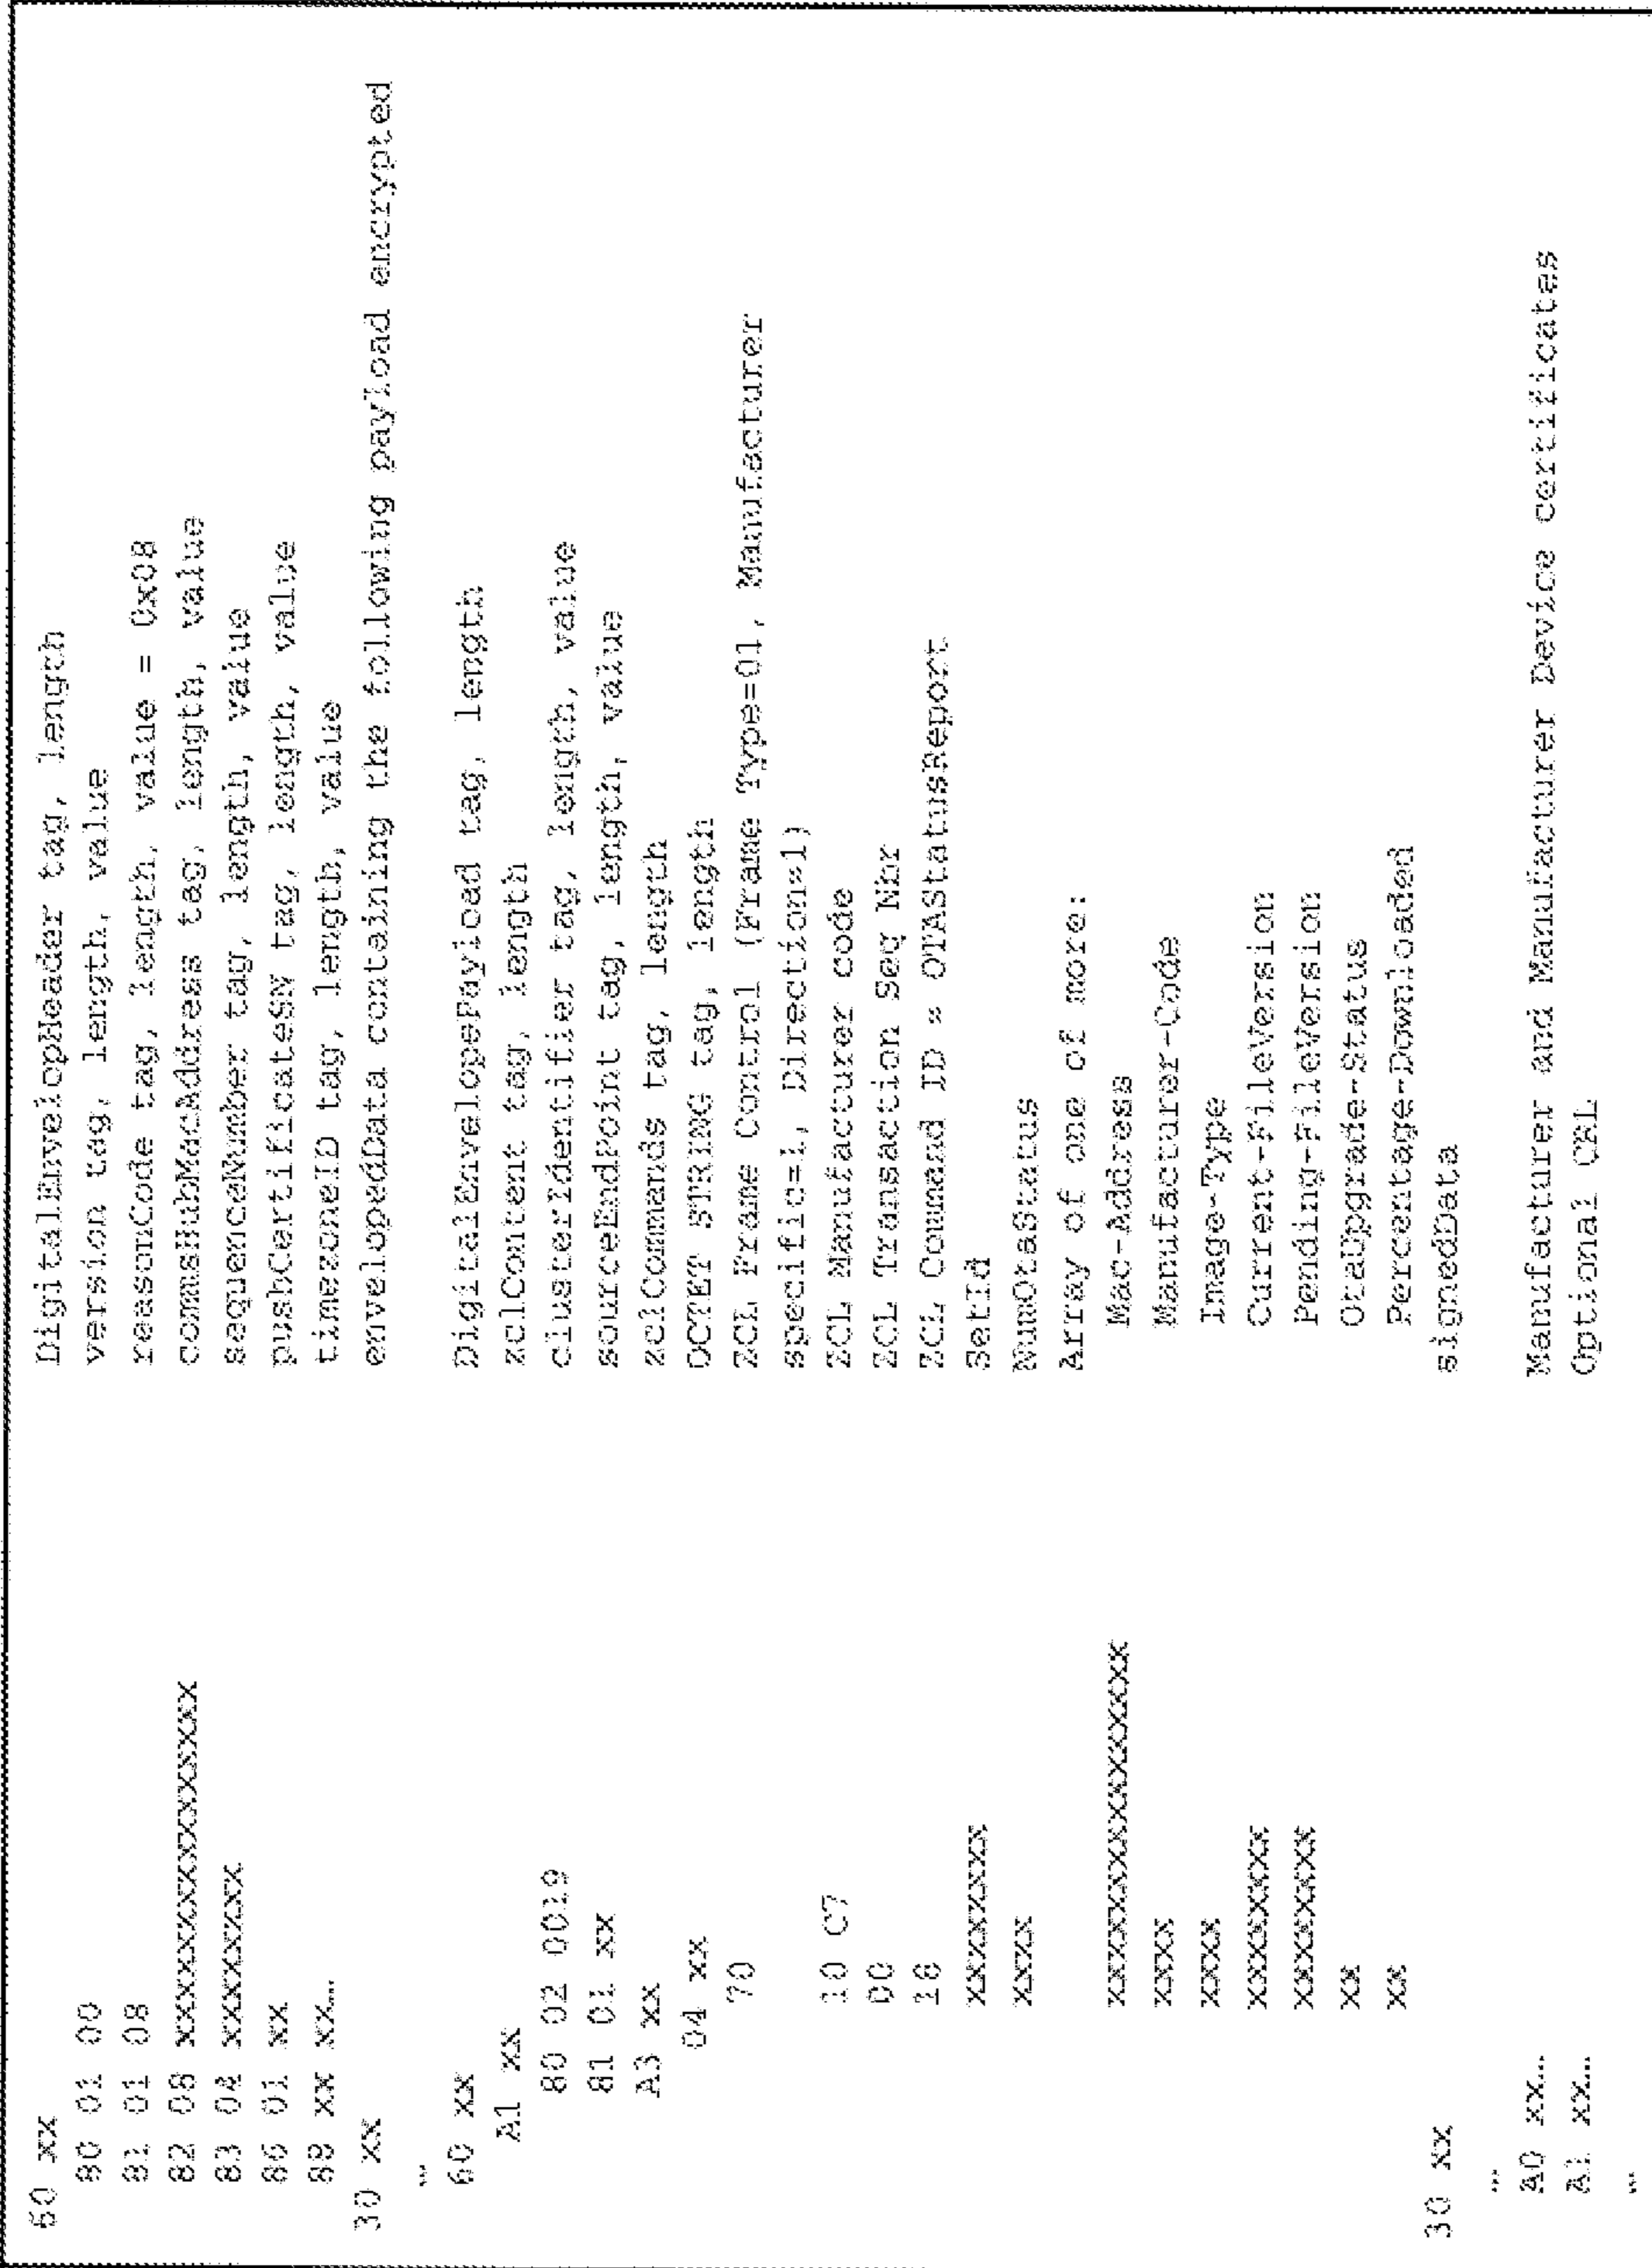 60 xx DigitalEnvelopHeader tag, length
80 01 00 version tag, length, value
81 01 08 reasonCode tag, length, value = 0x08
82 08 xxxxxxxxxxxxxxxx commsHubMacAddress tag, length, value
83 04 xxxxxxxx sequenceNumber tag, length, value
86 01 xx pushCertificateSN tag, length, value
88 xx xx… timezoneID tag, length, value
30 xx envelopedData containing the following payload encrypted
…
60 xx DigitalEnvelopePayload tag, length
A1 xx zclContent tag, length
80 02 0019 clusterIdentifier tag, length, value
81 01 xx sourceEndPoint tag, length, value
A3 xx zclCommands tag, length
04 xx OCTET STRING tag, length
70 ZCL Frame Control (Frame Type=01, Manufacturer
specific=1, Direction=1)
10 C7 ZCL Manufacturer code
00 ZCL Transaction Seq Nbr
ZCL Command ID = OTAStatusReport
xxxxxxxx SetId
xxxx NumOtaStatus
Array of one of more:
xxxxxxxxxxxxxxxx Mac-Address
xxxx Manufacturer-Code
xxxx Image-Type
xxxxxxxx Current-FileVersion
xxxxxxxx Pending-FileVersion
xx OtaUpgrade-Status
xx Percentage-Downloaded
30 xx signedData
…
A0 xx… Manufacturer and Manufacturer Device certificates
A1 xx… Optional CRL
…